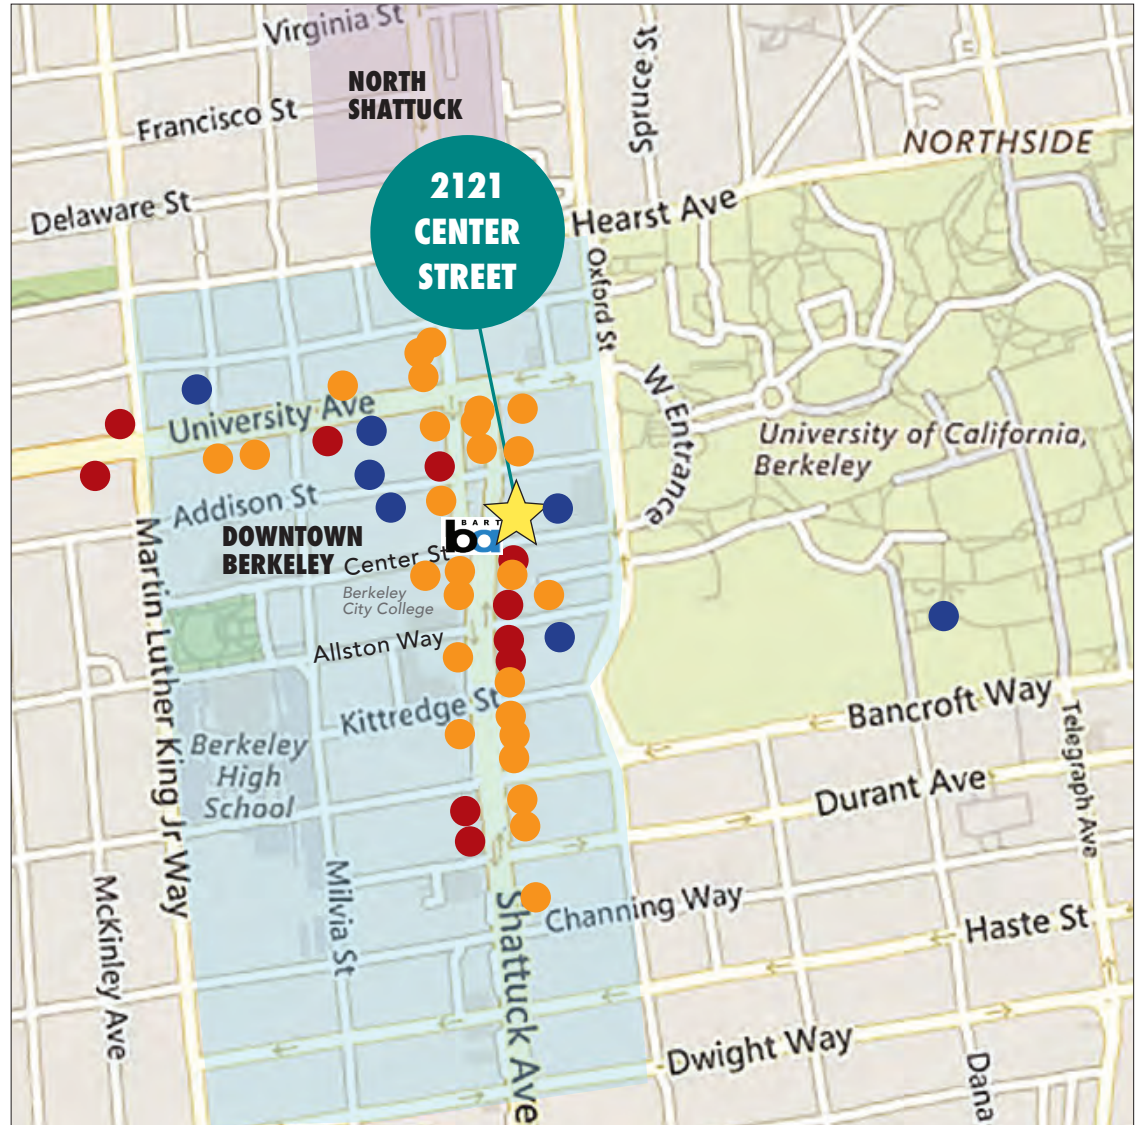 Virginia St
NORTH
SHATTUCK
Spruce St
Francisco St
NORTHSIDE
2121
CENTER
STREET
Delaware St
Hearst Ave
Oxford St
W Entrance
University Ave
University of California,
Berkeley
Addison St
DOWNTOWN
BERKELEY
BART
ba
Center St
Berkeley
City College
Martin Luther King Jr Way
Allston Way
Kittredge St
Bancroft Way
Telegraph Ave
Berkeley
High
School
Durant Ave
McKinley Ave
Milvia St
Shattuck Ave
Channing Way
Haste St
Dwight Way
Dana